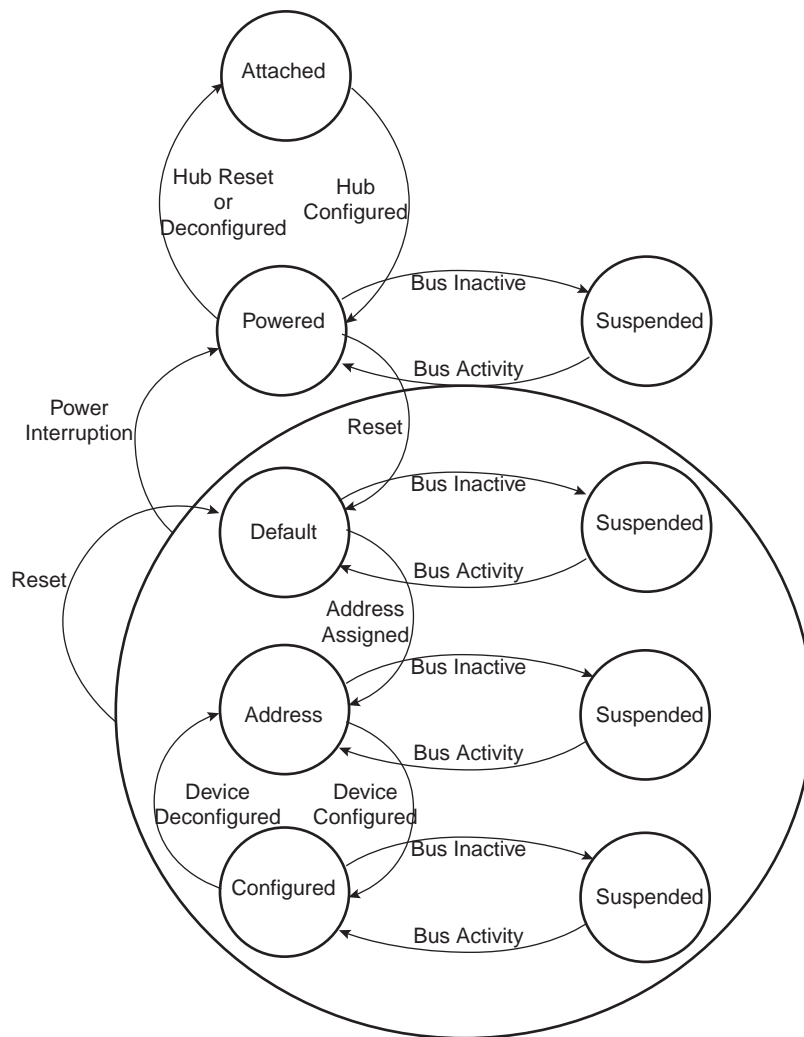 Attached
Hub Reset
or
Deconfigured
Hub
Configured
Bus Inactive
Powered
Suspended
Bus Activity
Power
Interruption
Reset
Bus Inactive
Default
Suspended
Bus Activity
Reset
Address
Assigned
Bus Inactive
Address
Suspended
Bus Activity
Device
Deconfigured
Device
Configured
Bus Inactive
Configured
Suspended
Bus Activity